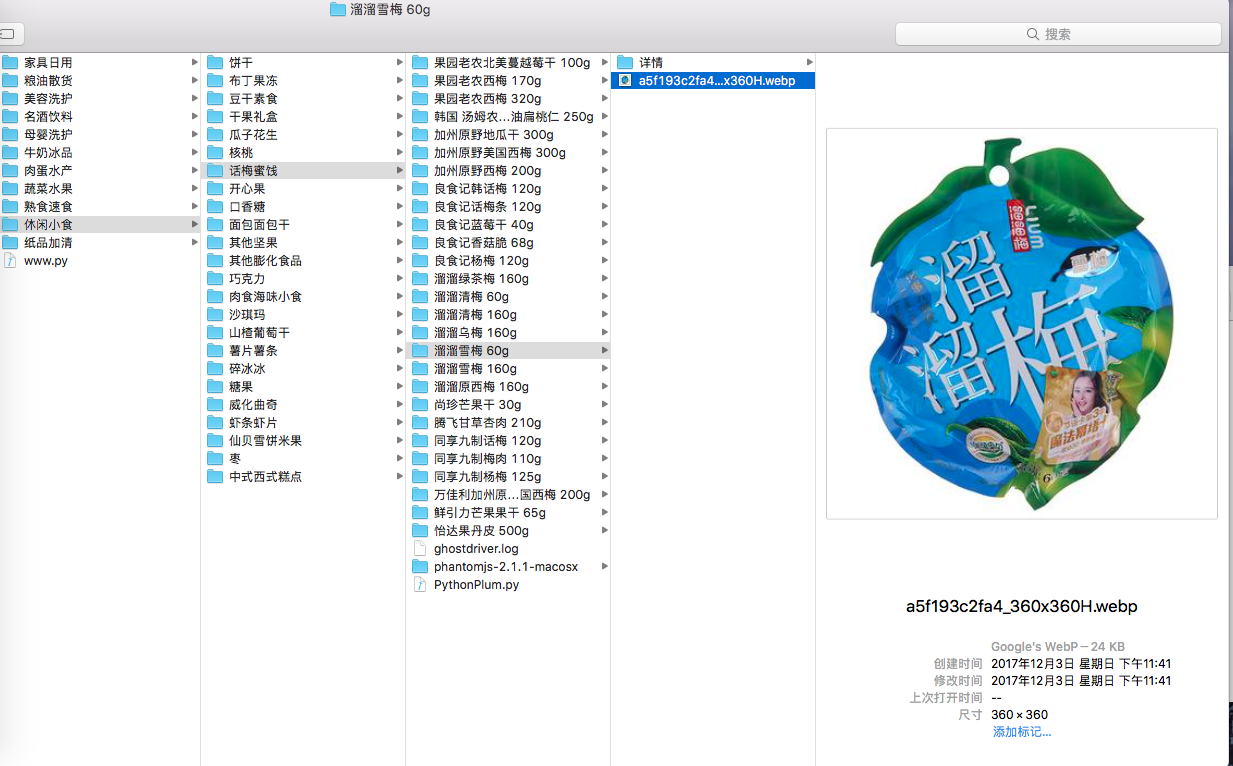 溜溜雪梅 60g
搜索
家具日用
粮油散货
美容洗护
名酒饮料
母婴洗护
牛奶冰品
肉蛋水产
蔬菜水果
熟食速食
休闲小食
纸品加清
www.py
饼干
布丁果冻
豆干素食
干果礼盒
瓜子花生
核桃
话梅蜜饯
开心果
口香糖
面包面包干
其他坚果
其他膨化食品
巧克力
肉食海味小食
沙琪玛
山楂葡萄干
薯片薯条
碎冰冰
糖果
威化曲奇
虾条虾片
仙贝雪饼米果
枣
中式西式糕点
果园老农北美蔓越莓干 100g
果园老农西梅 170g
果园老农西梅 320g
韩国 汤姆农...油扁桃仁 250g
加州原野地瓜干 300g
加州原野美国西梅 300g
加州原野西梅 200g
良食记韩话梅 120g
良食记话梅条 120g
良食记蓝莓干 40g
良食记香菇脆 68g
良食记杨梅 120g
溜溜绿茶梅 160g
溜溜清梅 60g
溜溜清梅 160g
溜溜乌梅 160g
溜溜雪梅 60g
溜溜雪梅 160g
溜溜原西梅 160g
尚珍芒果干 30g
腾飞甘草杏肉 210g
同享九制话梅 120g
同享九制梅肉 110g
同享九制杨梅 125g
万佳利加州原...国西梅 200g
鲜引力芒果果干 65g
怡达果丹皮 500g
ghostdriver.log
phantomjs-2.1.1-macosx
PythonPlum.py
详情
a5f193c2fa4...x360H.webp
LIUM
溜溜梅
雪梅
溜溜梅
a5f193c2fa4_360x360H.webp
Google's WebP – 24 KB
创建时间 2017年12月3日 星期日 下午11:41
修改时间 2017年12月3日 星期日 下午11:41
上次打开时间 --
尺寸 360 × 360
添加标记...